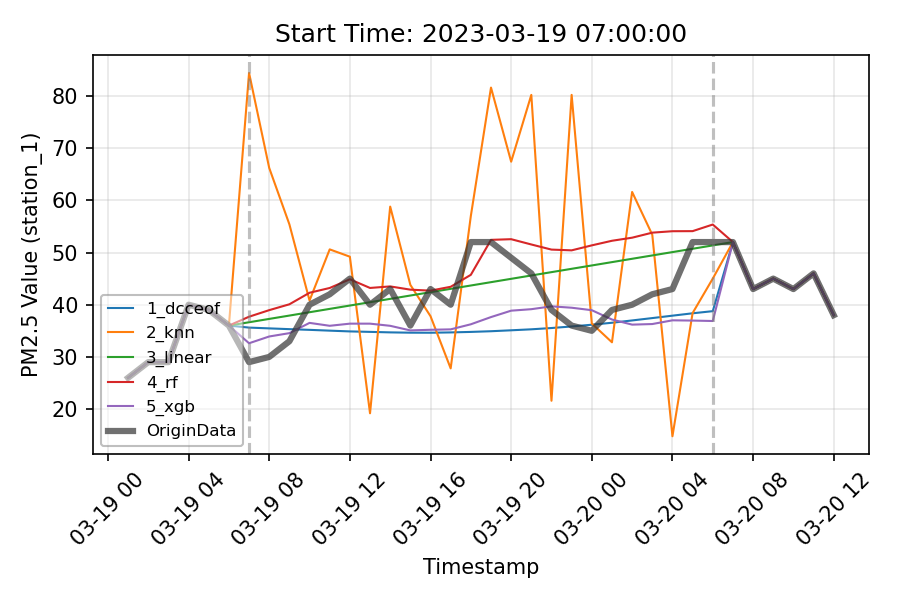 Start Time: 2023-03-19 07:00:00
PM2.5 Value (station_1)
80
70
60
50
40
30
20
1_dcceof
2_knn
3_linear
4_rf
5_xgb
OriginData
03-19 00
03-19 04
03-19 08
03-19 12
03-19 16
03-19 20
03-20 00
03-20 04
03-20 08
03-20 12
Timestamp